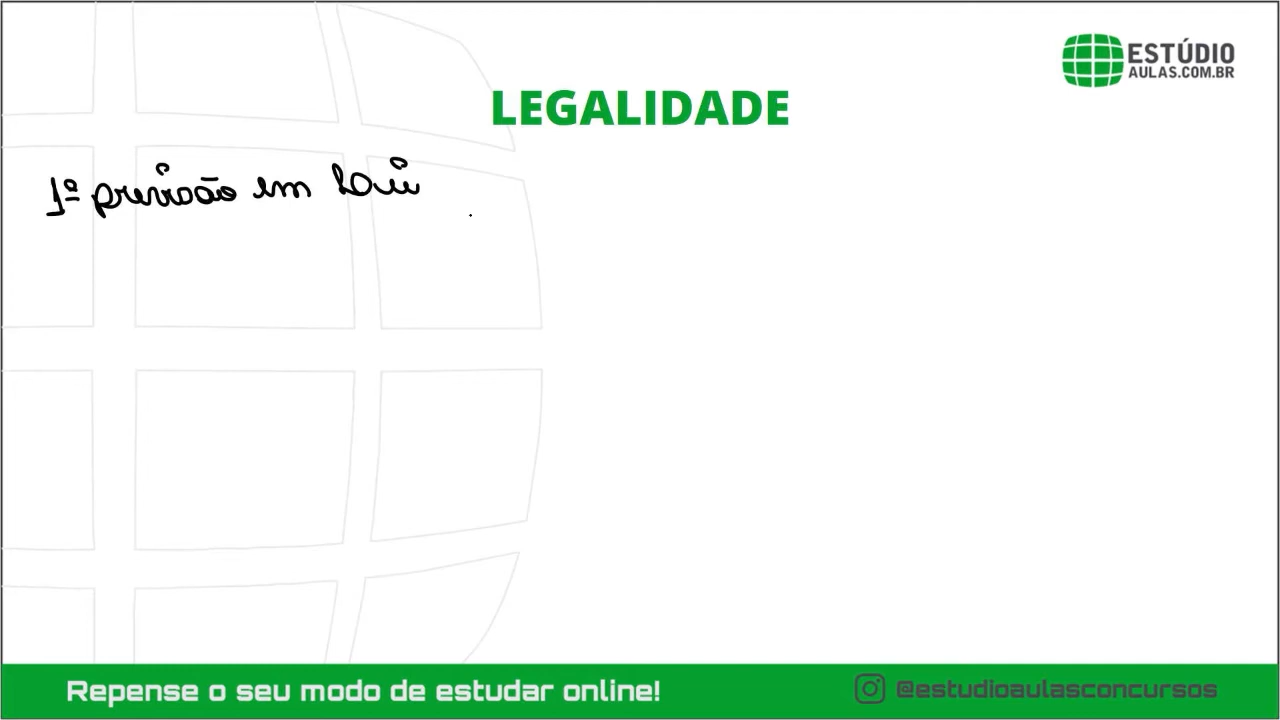 ESTÚDIO
AULAS.COM.BR
LEGALIDADE
1º previsão em Lei
Repense o seu modo de estudar online!
@estudioaulasconcursos